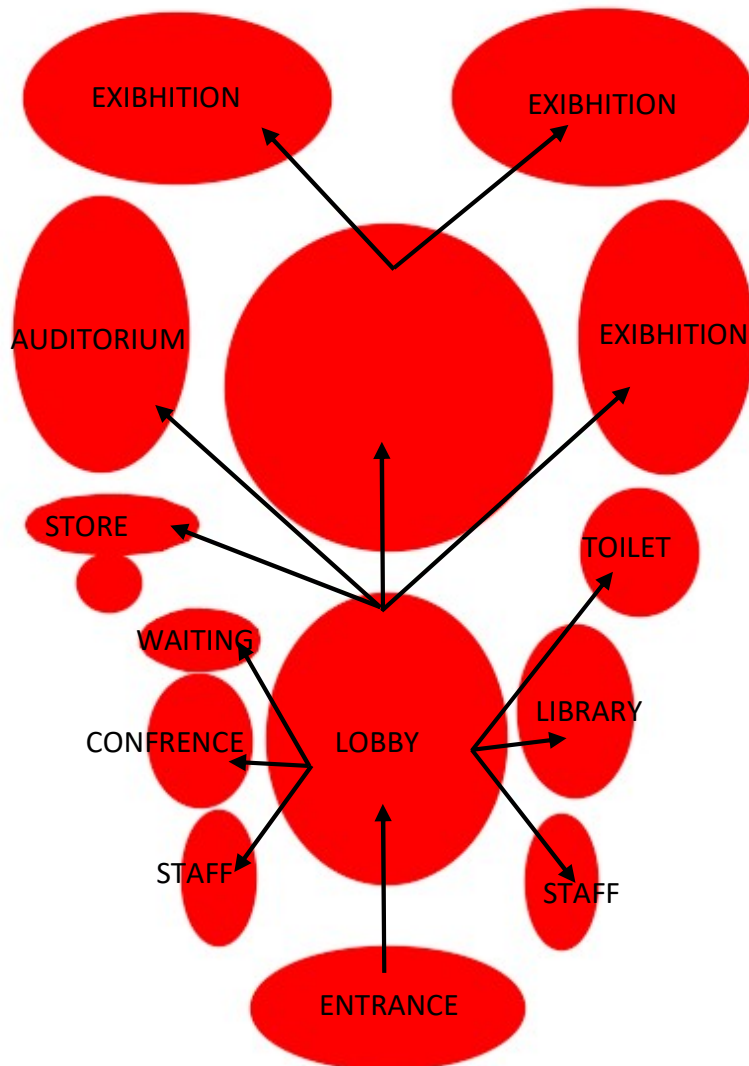 EXIBHITION
EXIBHITION
AUDITORIUM
EXIBHITION
STORE
TOILET
WAITING
LIBRARY
CONFRENCE
LOBBY
STAFF
STAFF
ENTRANCE